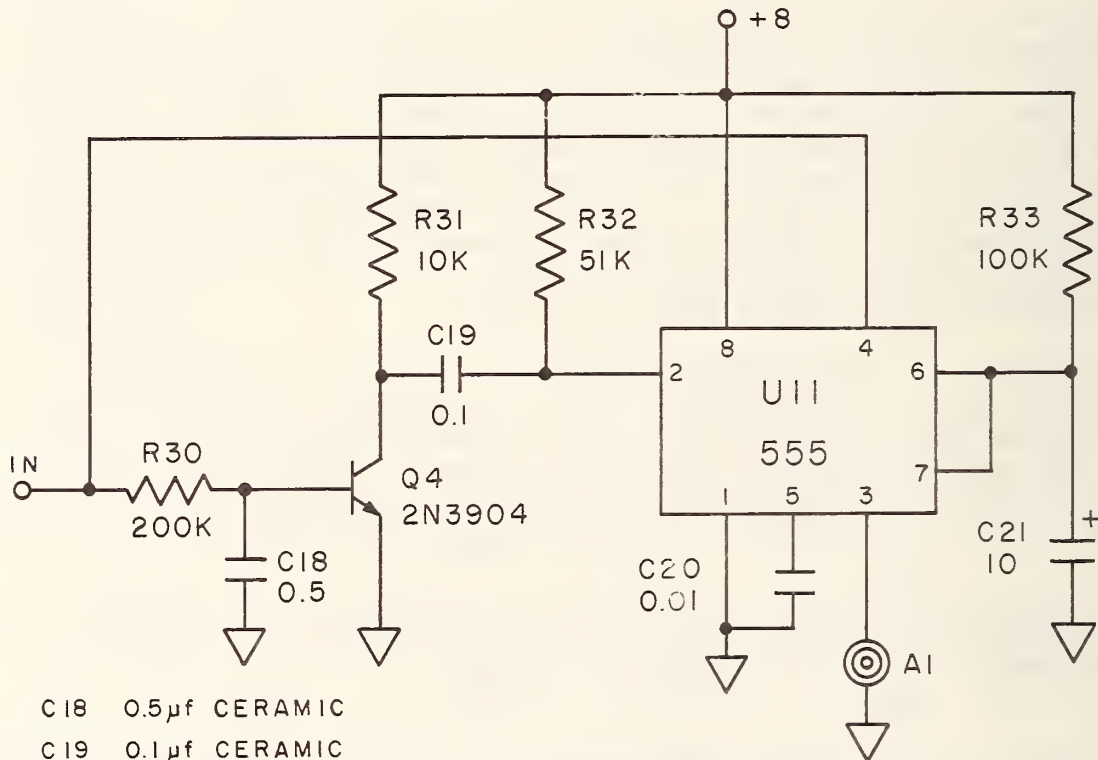 +8
R31
10K
R32
51K
R33
100K
C19
0.1
8
4
2
6
U11
555
7
1
5
3
IN
R30
200K
Q4
2N3904
C18
0.5
C20
0.01
C21
10
+
A1
C18 0.5µf CERAMIC
C19 0.1µf CERAMIC